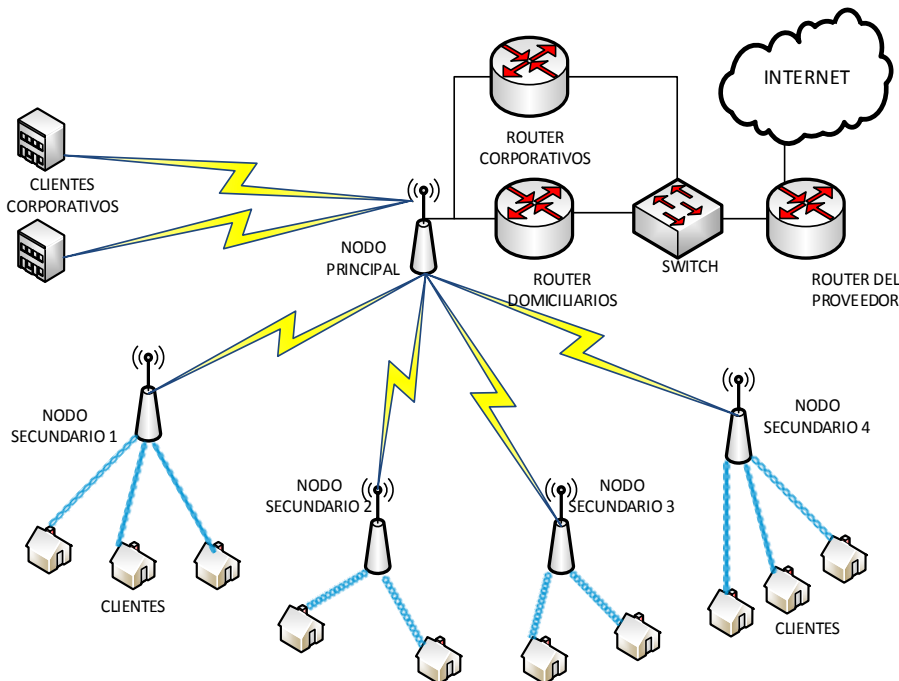 INTERNET
ROUTER
CORPORATIVOS
CLIENTES
CORPORATIVOS
NODO
PRINCIPAL
ROUTER
DOMICILIARIOS
SWITCH
ROUTER DEL
PROVEEDOR
NODO
SECUNDARIO 1
NODO
SECUNDARIO 2
NODO
SECUNDARIO 3
NODO
SECUNDARIO 4
CLIENTES
CLIENTES